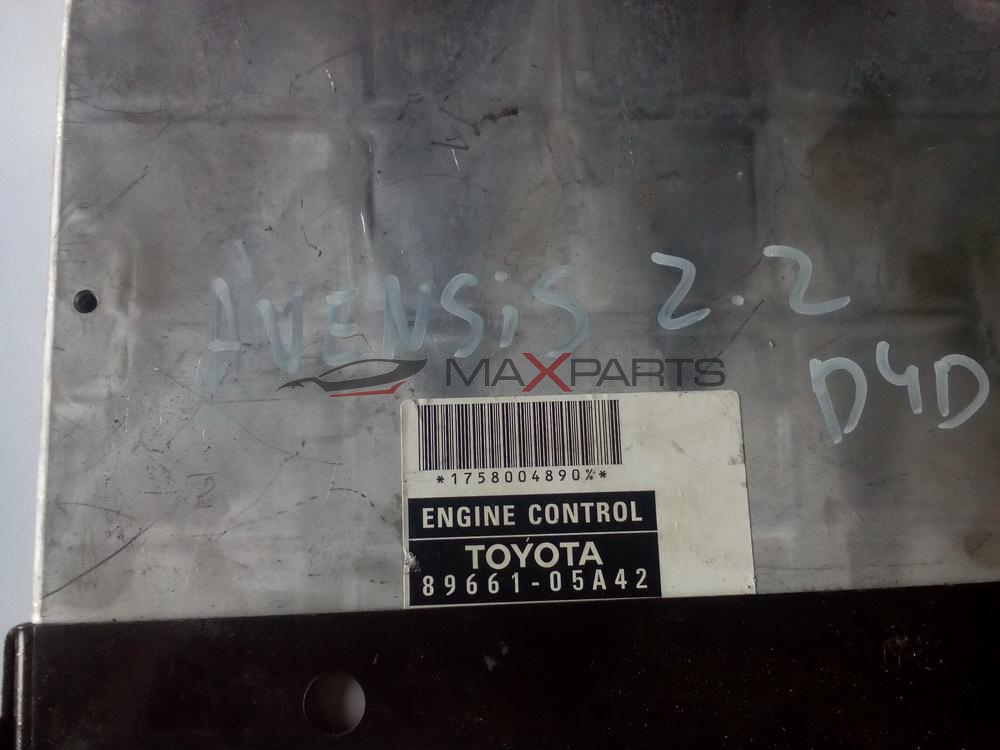 AVENSiS 2.2
D4D
MAXPARTS
*1758004890%*
ENGINE CONTROL
TOYOTA
89661-05A42